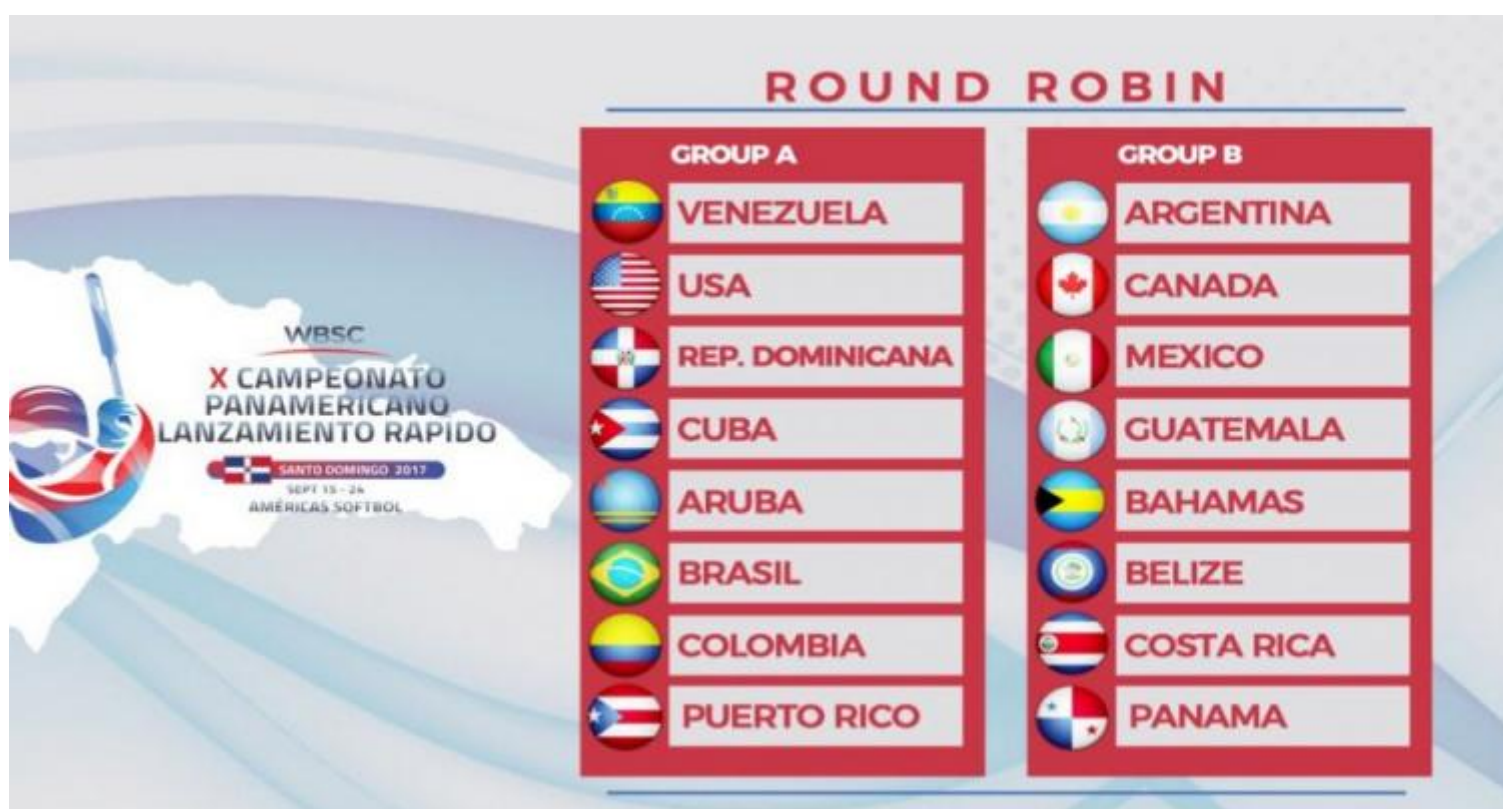 ROUND ROBIN
WBSC
X CAMPEONATO
PANAMERICANO
LANZAMIENTO RAPIDO
SANTO DOMINGO 2017
SEPT 15 - 24
AMÉRICAS SOFTBOL
GROUP A
VENEZUELA
USA
REP. DOMINICANA
CUBA
ARUBA
BRASIL
COLOMBIA
PUERTO RICO
GROUP B
ARGENTINA
CANADA
MEXICO
GUATEMALA
BAHAMAS
BELIZE
COSTA RICA
PANAMA